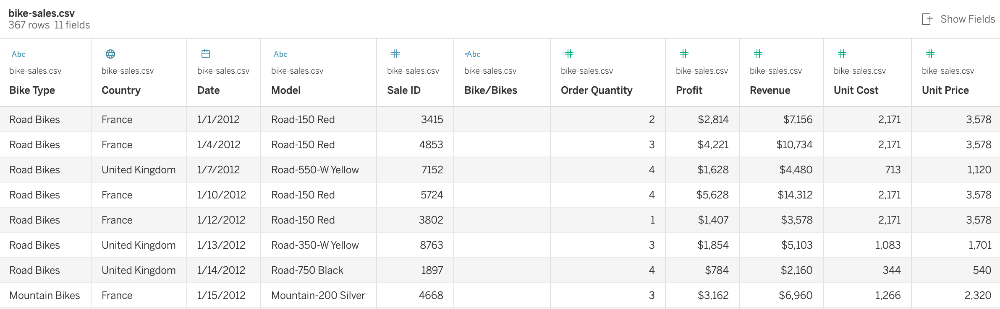 bike-sales.csv
367 rows 11 fields
Show Fields
Abc Abc =Abc
bike-sales.csv bike-sales.csv bike-sales.csv bike-sales.csv bike-sales.csv bike-sales.csv bike-sales.csv bike-sales.csv bike-sales.csv bike-sales.csv bike-sales.csv
Bike Type Country Date Model Sale ID Bike/Bikes Order Quantity Profit Revenue Unit Cost Unit Price
Road Bikes France 1/1/2012 Road-150 Red 3415 2 $2,814 $7,156 2,171 3,578
Road Bikes France 1/4/2012 Road-150 Red 4853 3 $4,221 $10,734 2,171 3,578
Road Bikes United Kingdom 1/7/2012 Road-550-W Yellow 7152 4 $1,628 $4,480 713 1,120
Road Bikes France 1/10/2012 Road-150 Red 5724 4 $5,628 $14,312 2,171 3,578
Road Bikes France 1/12/2012 Road-150 Red 3802 1 $1,407 $3,578 2,171 3,578
Road Bikes United Kingdom 1/13/2012 Road-350-W Yellow 8763 3 $1,854 $5,103 1,083 1,701
Road Bikes United Kingdom 1/14/2012 Road-750 Black 1897 4 $784 $2,160 344 540
Mountain Bikes France 1/15/2012 Mountain-200 Silver 4668 3 $3,162 $6,960 1,266 2,320